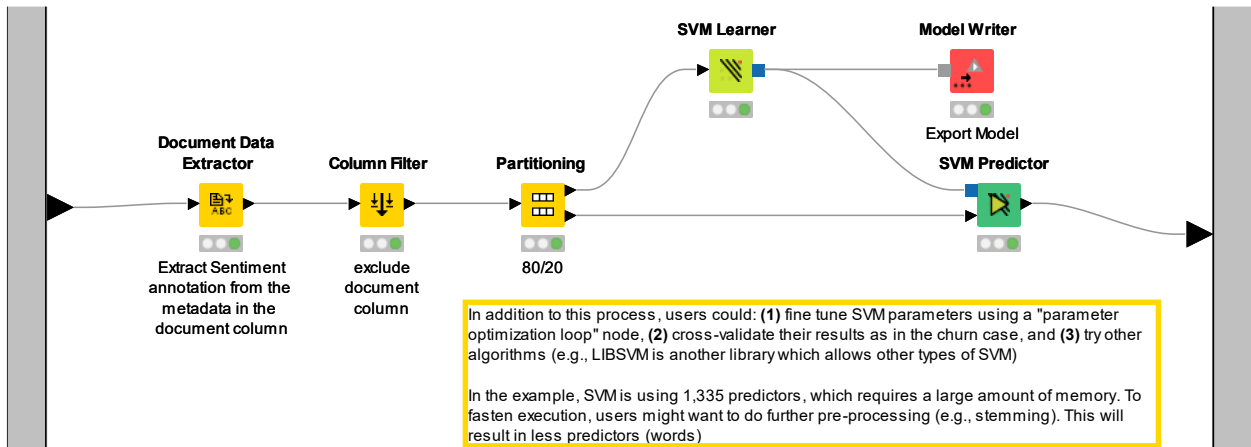 SVM Learner
Model Writer
Export Model
Document Data
Extractor
Column Filter
Partitioning
SVM Predictor
ABC
Extract Sentiment
annotation from the
metadata in the
document column
exclude
document
column
80/20
In addition to this process, users could: (1) fine tune SVM parameters using a "parameter
optimization loop" node, (2) cross-validate their results as in the churn case, and (3) try other
algorithms (e.g., LIBSVM is another library which allows other types of SVM)
In the example, SVM is using 1,335 predictors, which requires a large amount of memory. To
fasten execution, users might want to do further pre-processing (e.g., stemming). This will
result in less predictors (words)